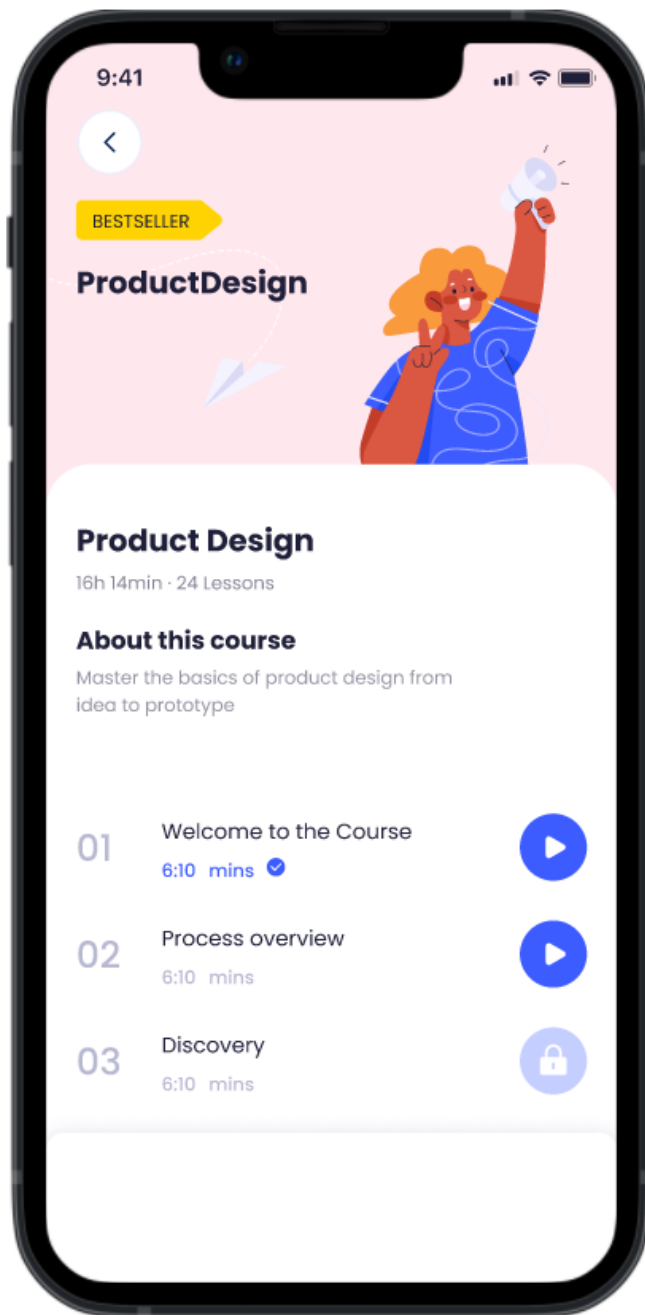 9:41
BESTSELLER
ProductDesign
Product Design
16h 14min · 24 Lessons
About this course
Master the basics of product design from
idea to prototype
01
Welcome to the Course
6:10 mins
02
Process overview
6:10 mins
03
Discovery
6:10 mins